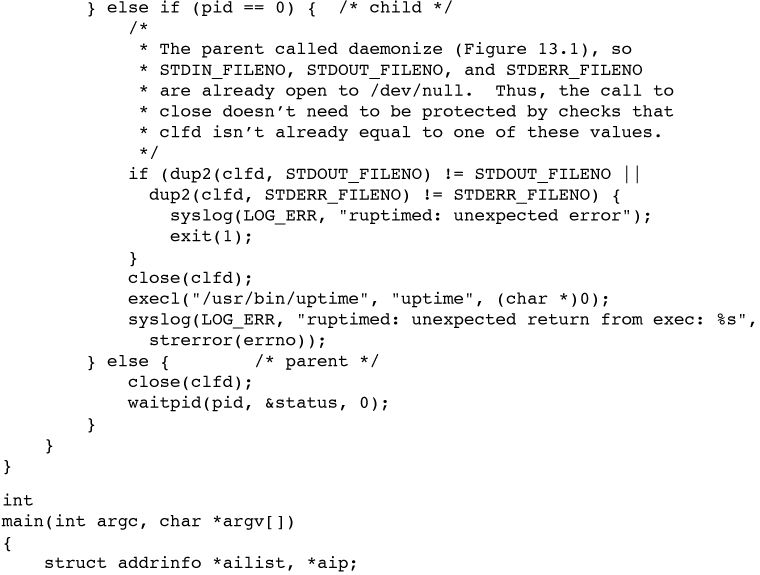 } else if (pid == 0) {  /* child */
            /*
             * The parent called daemonize (Figure 13.1), so
             * STDIN_FILENO, STDOUT_FILENO, and STDERR_FILENO
             * are already open to /dev/null.  Thus, the call to
             * close doesn’t need to be protected by checks that
             * clfd isn’t already equal to one of these values.
             */
            if (dup2(clfd, STDOUT_FILENO) != STDOUT_FILENO ||
              dup2(clfd, STDERR_FILENO) != STDERR_FILENO) {
                syslog(LOG_ERR, "ruptimed: unexpected error");
                exit(1);
            }
            close(clfd);
            execl("/usr/bin/uptime", "uptime", (char *)0);
            syslog(LOG_ERR, "ruptimed: unexpected return from exec: %s",
              strerror(errno));
        } else {        /* parent */
            close(clfd);
            waitpid(pid, &status, 0);
        }
    }
}
int
main(int argc, char *argv[])
{
    struct addrinfo *ailist, *aip;